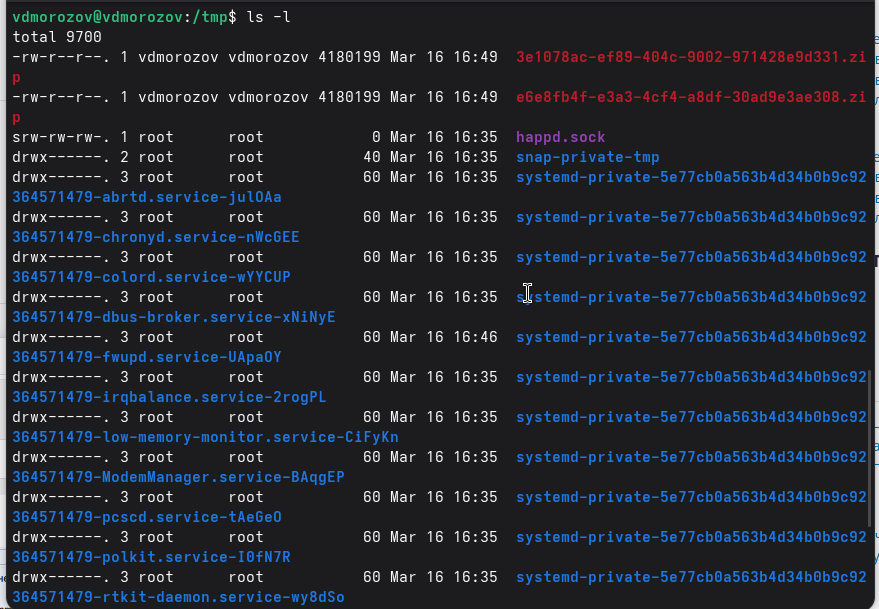 vdmorozov@vdmorozov:/tmp$ ls -l
total 9700
-rw-r--r--. 1 vdmorozov vdmorozov 4180199 Mar 16 16:49  3e1078ac-ef89-404c-9002-971428e9d331.zi
p
-rw-r--r--. 1 vdmorozov vdmorozov 4180199 Mar 16 16:49  e6e8fb4f-e3a3-4cf4-a8df-30ad9e3ae308.zi
p
srw-rw-rw-. 1 root      root            0 Mar 16 16:35  happd.sock
drwx------. 2 root      root           40 Mar 16 16:35  snap-private-tmp
drwx------. 3 root      root           60 Mar 16 16:35  systemd-private-5e77cb0a563b4d34b0b9c92
364571479-abrtd.service-julOAa
drwx------. 3 root      root           60 Mar 16 16:35  systemd-private-5e77cb0a563b4d34b0b9c92
364571479-chronyd.service-nWcGEE
drwx------. 3 root      root           60 Mar 16 16:35  systemd-private-5e77cb0a563b4d34b0b9c92
364571479-colord.service-wYYCUP
drwx------. 3 root      root           60 Mar 16 16:35  systemd-private-5e77cb0a563b4d34b0b9c92
364571479-dbus-broker.service-xNiNyE
drwx------. 3 root      root           60 Mar 16 16:46  systemd-private-5e77cb0a563b4d34b0b9c92
364571479-fwupd.service-UApaOY
drwx------. 3 root      root           60 Mar 16 16:35  systemd-private-5e77cb0a563b4d34b0b9c92
364571479-irqbalance.service-2rogPL
drwx------. 3 root      root           60 Mar 16 16:35  systemd-private-5e77cb0a563b4d34b0b9c92
364571479-low-memory-monitor.service-CiFyKn
drwx------. 3 root      root           60 Mar 16 16:35  systemd-private-5e77cb0a563b4d34b0b9c92
364571479-ModemManager.service-BAqgEP
drwx------. 3 root      root           60 Mar 16 16:35  systemd-private-5e77cb0a563b4d34b0b9c92
364571479-pcscd.service-tAeGeO
drwx------. 3 root      root           60 Mar 16 16:35  systemd-private-5e77cb0a563b4d34b0b9c92
364571479-polkit.service-I0fN7R
drwx------. 3 root      root           60 Mar 16 16:35  systemd-private-5e77cb0a563b4d34b0b9c92
364571479-rtkit-daemon.service-wy8dSo